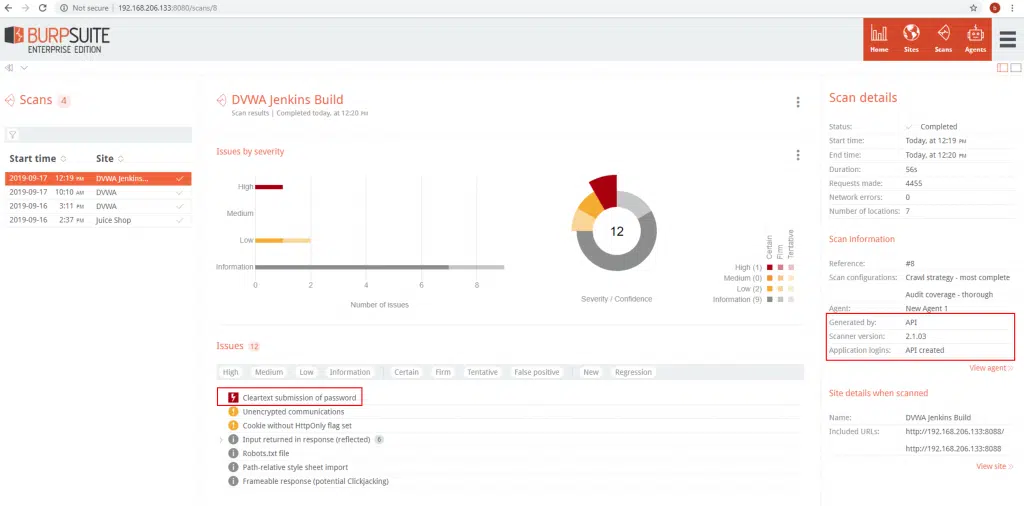 Not secure | 192.168.206.133:8080/scans/8
b
BURPSUITE
ENTERPRISE EDITION
Home Sites Scans Agents
Scans 4
Start time Site
2019-09-17 12:19 PM DVWA Jenkins...
2019-09-17 10:10 AM DVWA
2019-09-16 3:11 PM DVWA
2019-09-16 2:37 PM Juice Shop
DVWA Jenkins Build
Scan results | Completed today, at 12:20 PM
Issues by severity
High
Medium
Low
Information
0 2 4 6 8
Number of issues
12
Severity / Confidence
Certain Firm Tentative
High (1)
Medium (0)
Low (2)
Information (9)
Issues 12
High Medium Low Information Certain Firm Tentative False positive New Regression
Cleartext submission of password
Unencrypted communications
Cookie without HttpOnly flag set
Input returned in response (reflected) 6
Robots.txt file
Path-relative style sheet import
Frameable response (potential Clickjacking)
Scan details
Status: Completed
Start time: Today, at 12:19 PM
End time: Today, at 12:20 PM
Duration: 56s
Requests made: 4455
Network errors: 0
Number of locations: 7
Scan Information
Reference: #8
Scan configurations: Crawl strategy - most complete
Audit coverage - thorough
Agent: New Agent 1
Generated by: API
Scanner version: 2.1.03
Application logins: API created
View agent
Site details when scanned
Name: DVWA Jenkins Build
Included URLs: http://192.168.206.133:8088/
http://192.168.206.133:8088
View site